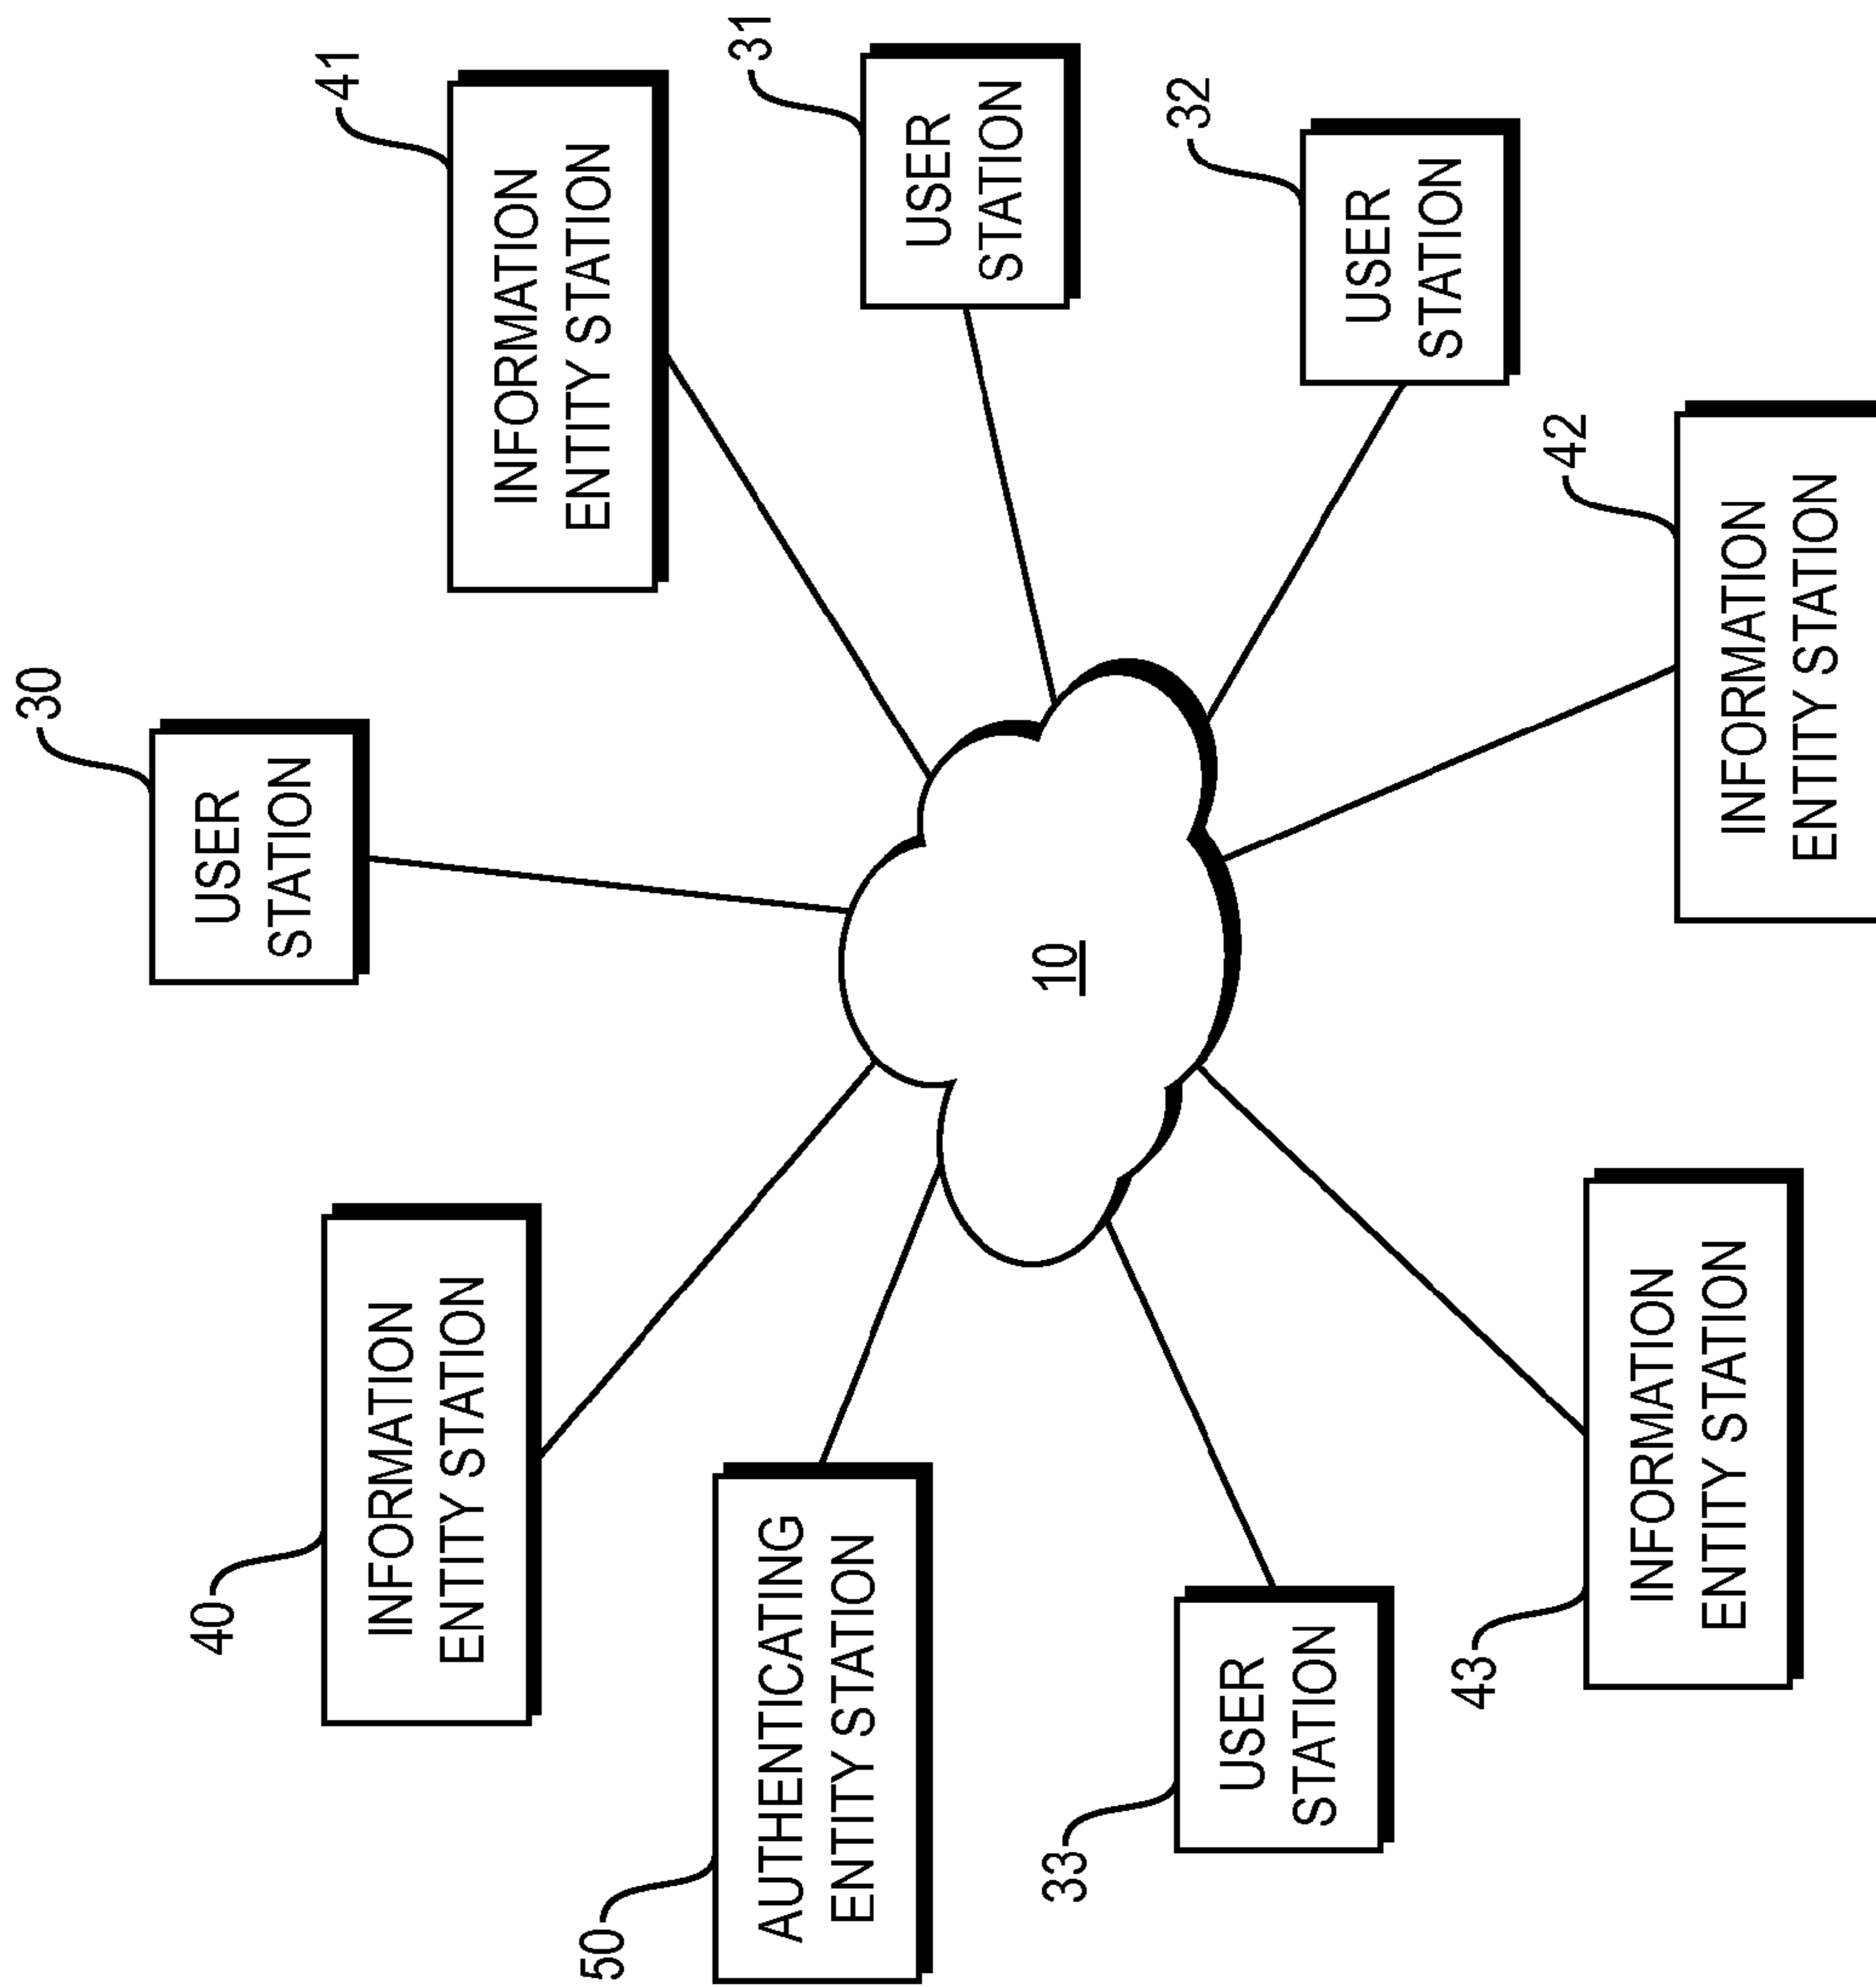 30
USER
STATION
40
INFORMATION
ENTITY STATION
41
INFORMATION
ENTITY STATION
50
AUTHENTICATING
ENTITY STATION
31
USER
STATION
10
33
USER
STATION
32
USER
STATION
43
INFORMATION
ENTITY STATION
42
INFORMATION
ENTITY STATION